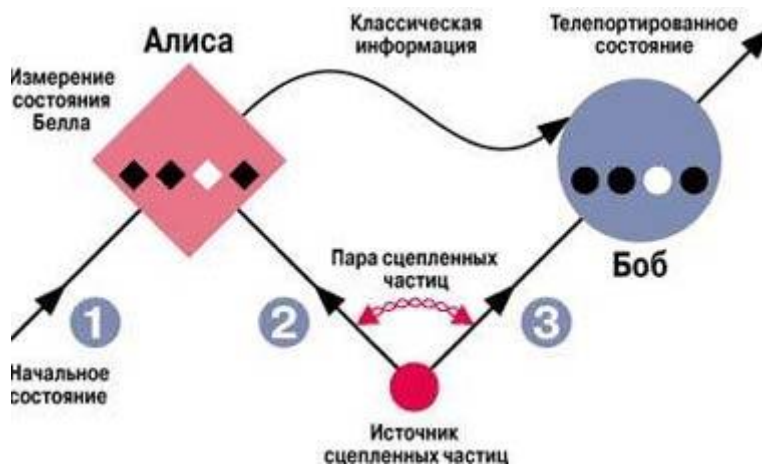 Алиса
Классическая
информация
Телепортированное
состояние
Измерение
состояния
Белла
Пара сцепленных
частиц
Боб
1
2
3
Начальное
состояние
Источник
сцепленных частиц